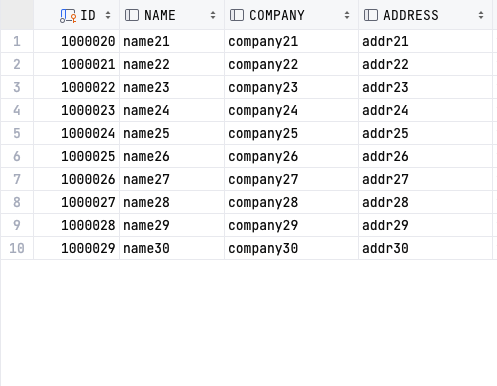 ID NAME COMPANY ADDRESS
1 1000020 name21 company21 addr21
2 1000021 name22 company22 addr22
3 1000022 name23 company23 addr23
4 1000023 name24 company24 addr24
5 1000024 name25 company25 addr25
6 1000025 name26 company26 addr26
7 1000026 name27 company27 addr27
8 1000027 name28 company28 addr28
9 1000028 name29 company29 addr29
10 1000029 name30 company30 addr30